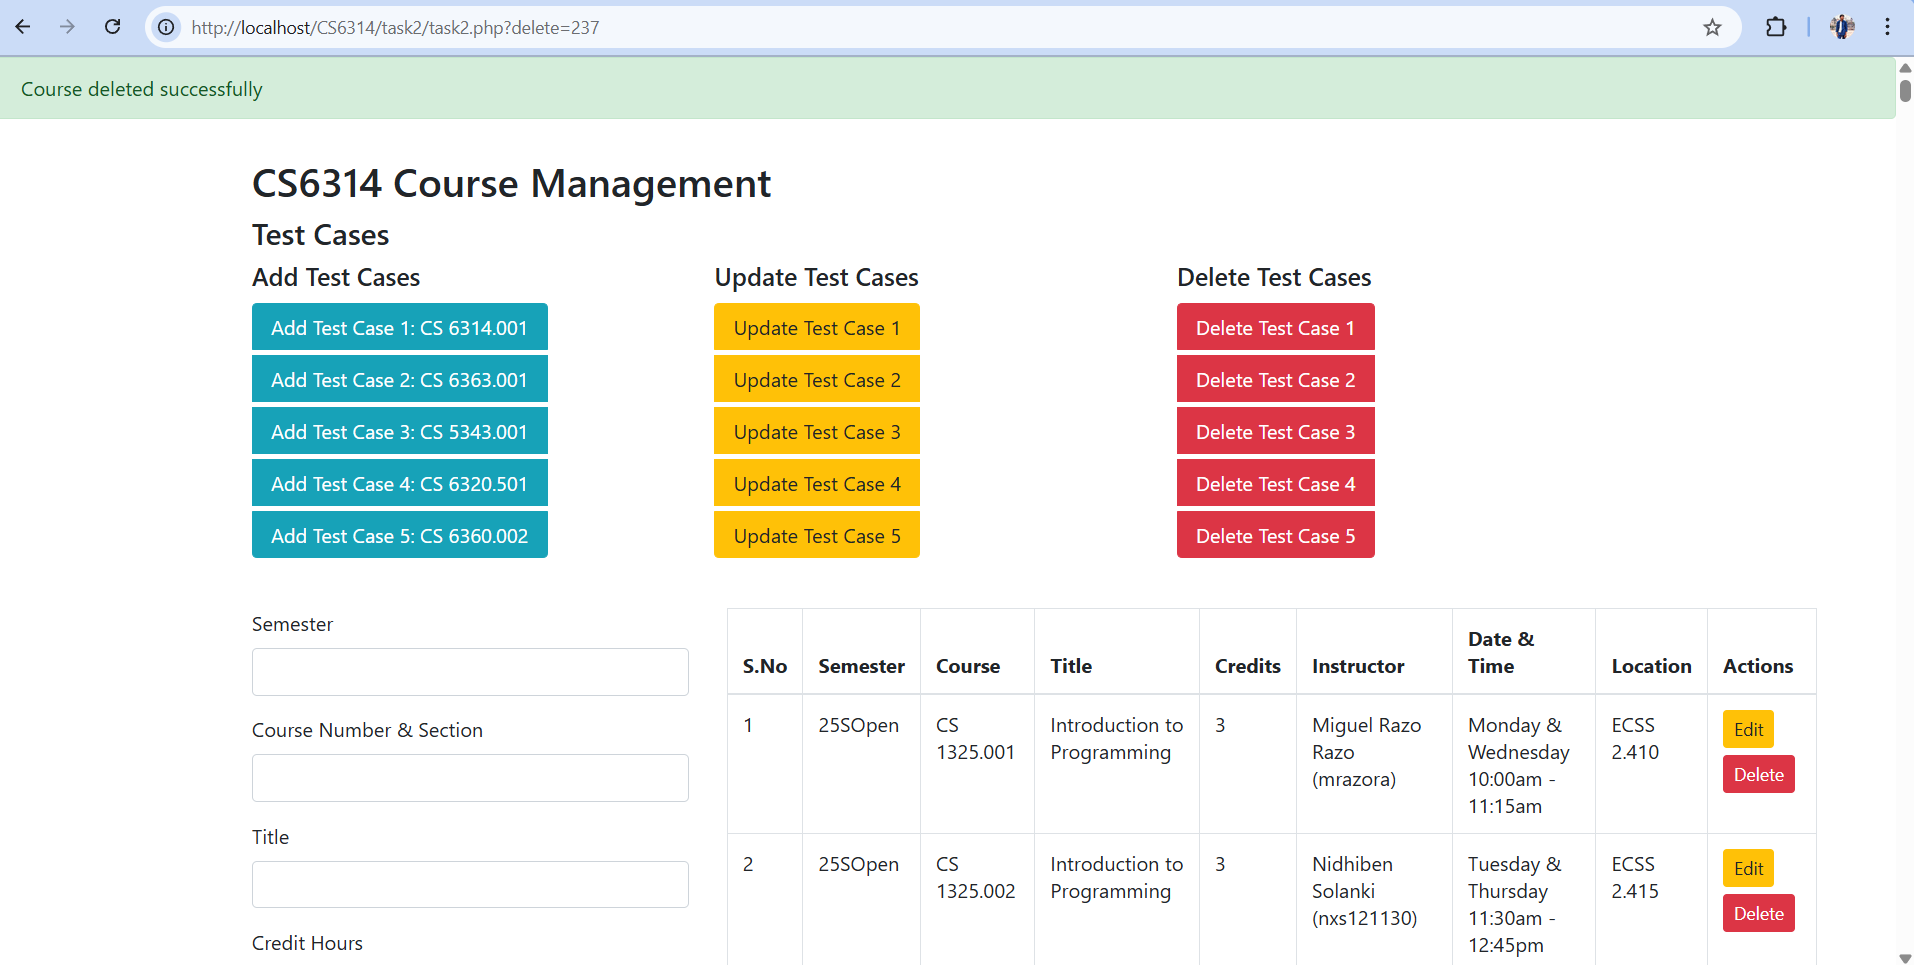 http://localhost/CS6314/task2/task2.php?delete=237
Course deleted successfully
CS6314 Course Management
Test Cases
Add Test Cases
Add Test Case 1: CS 6314.001
Add Test Case 2: CS 6363.001
Add Test Case 3: CS 5343.001
Add Test Case 4: CS 6320.501
Add Test Case 5: CS 6360.002
Update Test Cases
Update Test Case 1
Update Test Case 2
Update Test Case 3
Update Test Case 4
Update Test Case 5
Delete Test Cases
Delete Test Case 1
Delete Test Case 2
Delete Test Case 3
Delete Test Case 4
Delete Test Case 5
Semester
Course Number & Section
Title
Credit Hours
S.No
Semester
Course
Title
Credits
Instructor
Date &
Time
Location
Actions
1
25SOpen
CS
1325.001
Introduction to
Programming
3
Miguel Razo
Razo
(mrazora)
Monday &
Wednesday
10:00am -
11:15am
ECSS
2.410
Edit
Delete
2
25SOpen
CS
1325.002
Introduction to
Programming
3
Nidhiben
Solanki
(nxs121130)
Tuesday &
Thursday
11:30am -
12:45pm
ECSS
2.415
Edit
Delete